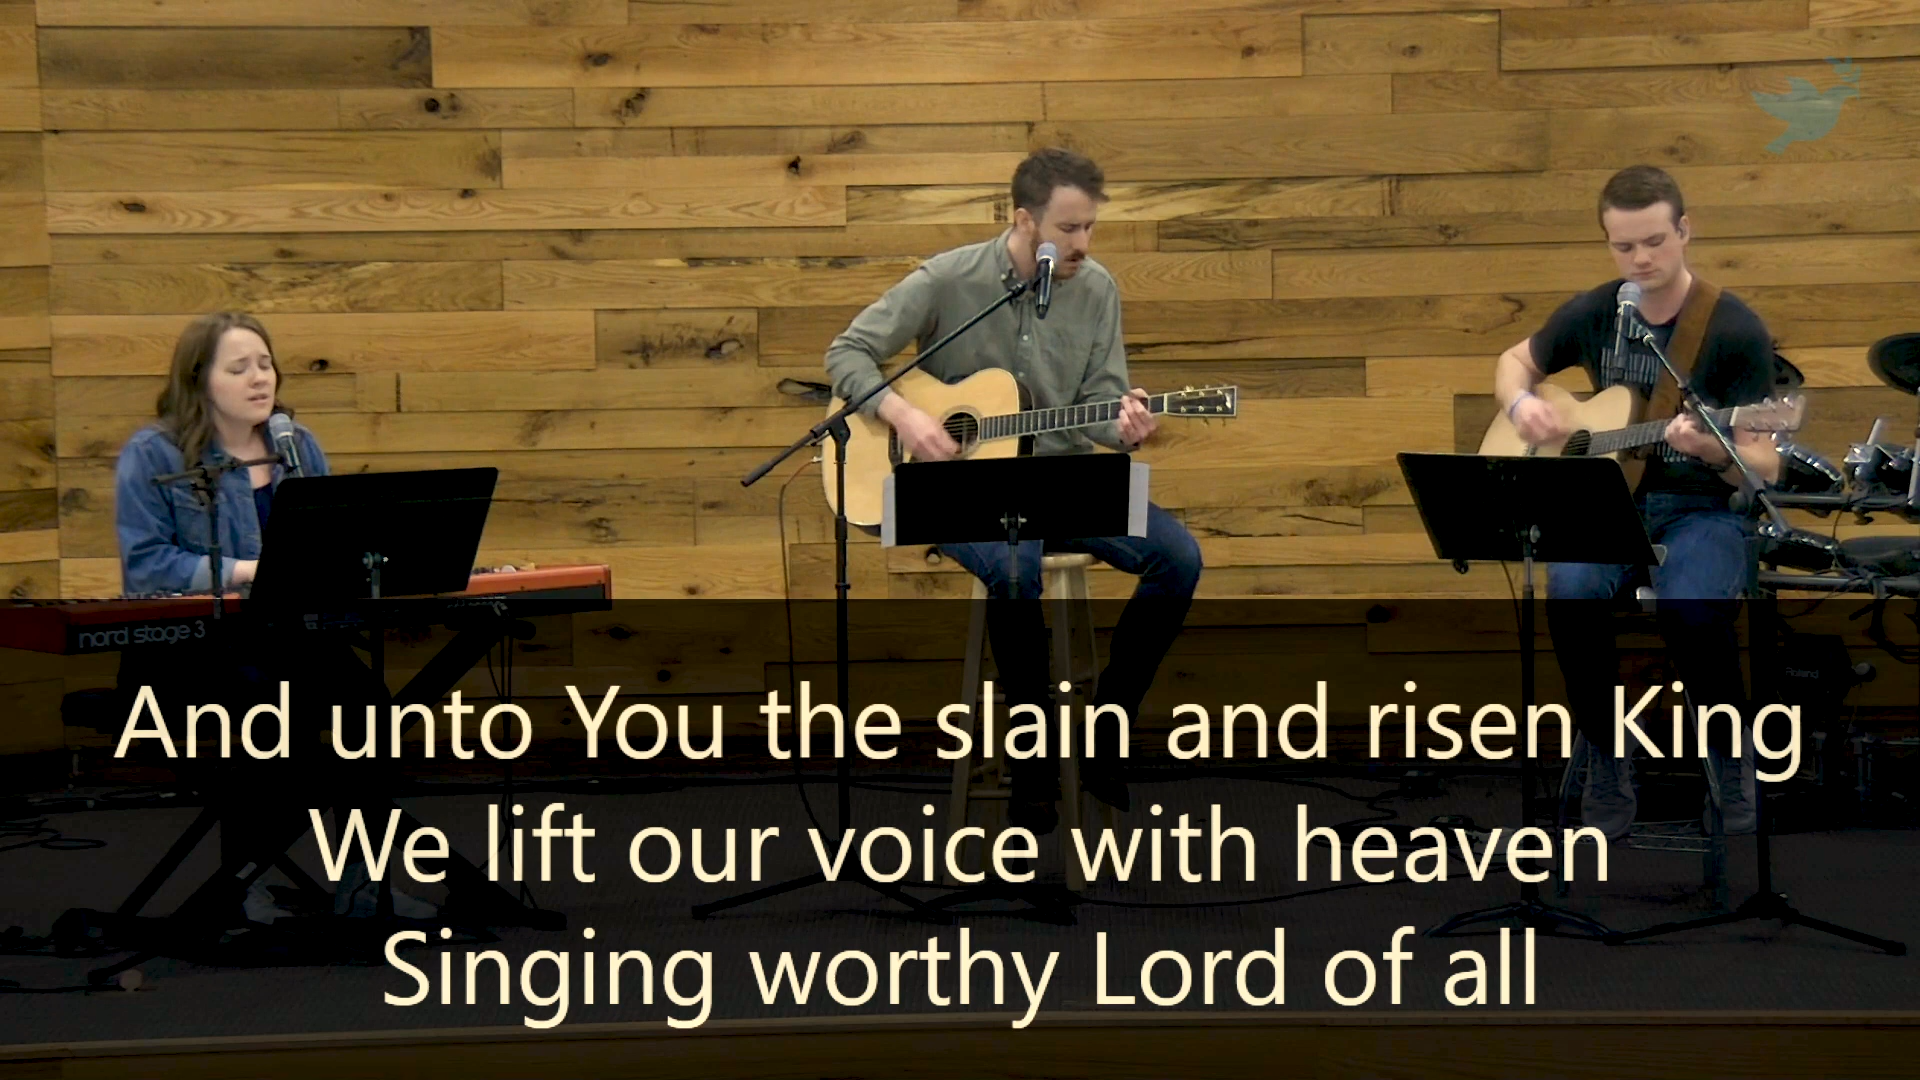 nord stage 3
Roland
And unto You the slain and risen King
We lift our voice with heaven
Singing worthy Lord of all